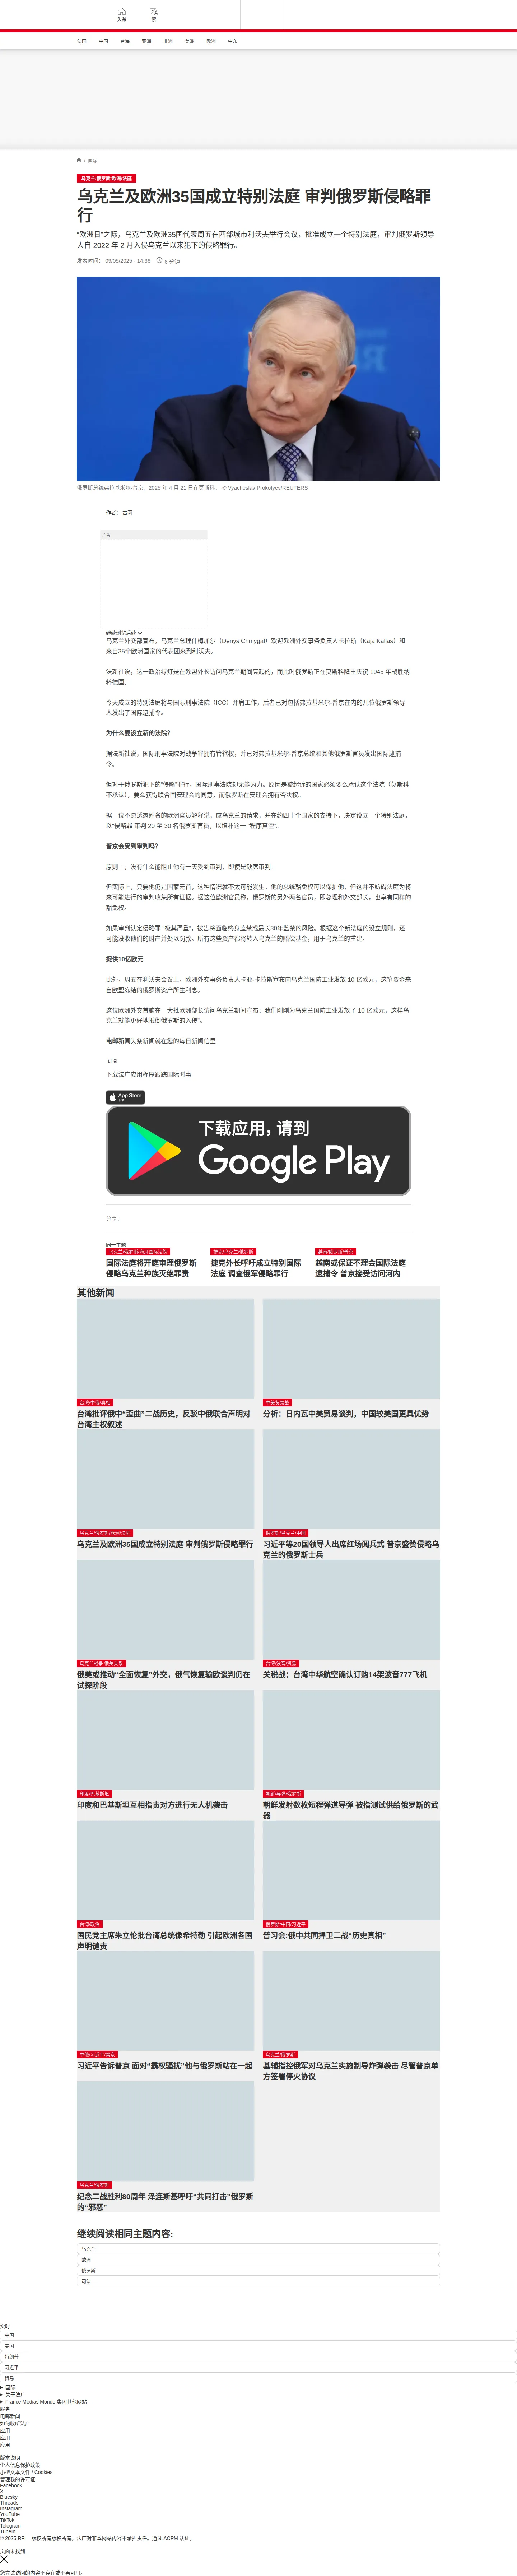 头条
繁
法国
中国
台海
亚洲
非洲
美洲
欧洲
中东
/ 国际
乌克兰/俄罗斯/欧洲/法庭
乌克兰及欧洲35国成立特别法庭 审判俄罗斯侵略罪
行
“欧洲日”之际，乌克兰及欧洲35国代表周五在西部城市利沃夫举行会议，批准成立一个特别法庭，审判俄罗斯领导
人自 2022 年 2 月入侵乌克兰以来犯下的侵略罪行。
发表时间： 09/05/2025 - 14:36
6 分钟
俄罗斯总统弗拉基米尔·普京，2025 年 4 月 21 日在莫斯科。 © Vyacheslav Prokofyev/REUTERS
作者： 古莉
广告
继续浏览后续
乌克兰外交部宣布，乌克兰总理什梅加尔（Denys Chmygal）欢迎欧洲外交事务负责人卡拉斯（Kaja Kallas）和
来自35个欧洲国家的代表团来到利沃夫。
法新社说，这一政治绿灯是在欧盟外长访问乌克兰期间亮起的，而此时俄罗斯正在莫斯科隆重庆祝 1945 年战胜纳
粹德国。
今天成立的特别法庭将与国际刑事法院（ICC）并肩工作，后者已对包括弗拉基米尔-普京在内的几位俄罗斯领导
人发出了国际逮捕令。
为什么要设立新的法院?
据法新社说，国际刑事法院对战争罪拥有管辖权，并已对弗拉基米尔-普京总统和其他俄罗斯官员发出国际逮捕
令。
但对于俄罗斯犯下的“侵略”罪行，国际刑事法院却无能为力。原因是被起诉的国家必须要么承认这个法院（莫斯科
不承认），要么获得联合国安理会的同意，而俄罗斯在安理会拥有否决权。
据一位不愿透露姓名的欧洲官员解释说，应乌克兰的请求，并在约四十个国家的支持下，决定设立一个特别法庭，
以“侵略罪 审判 20 至 30 名俄罗斯官员，以填补这一 “程序真空”。
普京会受到审判吗?
原则上，没有什么能阻止他有一天受到审判，即使是缺席审判。
但实际上，只要他仍是国家元首，这种情况就不太可能发生。他的总统豁免权可以保护他，但这并不妨碍法庭为将
来可能进行的审判收集所有证据。据这位欧洲官员称，俄罗斯的另外两名官员，即总理和外交部长，也享有同样的
豁免权。
如果审判认定侵略罪 “极其严重”，被告将面临终身监禁或最长30年监禁的风险。根据这个新法庭的设立规则，还
可能没收他们的财产并处以罚款。所有这些资产都将转入乌克兰的赔偿基金，用于乌克兰的重建。
提供10亿欧元
此外，周五在利沃夫会议上，欧洲外交事务负责人卡亚-卡拉斯宣布向乌克兰国防工业发放 10 亿欧元，这笔资金来
自欧盟冻结的俄罗斯资产所生利息。
这位欧洲外交首脑在一大批欧洲部长访问乌克兰期间宣布：我们刚刚为乌克兰国防工业发放了 10 亿欧元，这样乌
克兰就能更好地抵御俄罗斯的入侵”。
电邮新闻头条新闻就在您的每日新闻信里
订阅
下载法广应用程序跟踪国际时事
App Store
下载
下载应用，请到
Google Play
分享 :
同一主题
乌克兰/俄罗斯/海牙国际法院
国际法庭将开庭审理俄罗斯
侵略乌克兰种族灭绝罪责
捷克/乌克兰/俄罗斯
捷克外长呼吁成立特别国际
法庭 调查俄军侵略罪行
越南/俄罗斯/普京
越南或保证不理会国际法庭
逮捕令 普京接受访问河内
其他新闻
台湾/中俄/真相
台湾批评俄中“歪曲”二战历史，反驳中俄联合声明对
台湾主权叙述
中美贸易战
分析：日内瓦中美贸易谈判，中国较美国更具优势
乌克兰/俄罗斯/欧洲/法庭
乌克兰及欧洲35国成立特别法庭 审判俄罗斯侵略罪行
俄罗斯/乌克兰/中国
习近平等20国领导人出席红场阅兵式 普京盛赞侵略乌
克兰的俄罗斯士兵
乌克兰战争 俄美关系
俄美或推动“全面恢复”外交，俄气恢复输欧谈判仍在
试探阶段
台湾/波音/贸易
关税战：台湾中华航空确认订购14架波音777飞机
印度/巴基斯坦
印度和巴基斯坦互相指责对方进行无人机袭击
朝鲜/导弹/俄罗斯
朝鲜发射数枚短程弹道导弹 被指测试供给俄罗斯的武
器
台湾/政治
国民党主席朱立伦批台湾总统像希特勒 引起欧洲各国
声明谴责
俄罗斯/中国/习近平
普习会:俄中共同捍卫二战“历史真相”
中俄/习近平/普京
习近平告诉普京 面对“霸权骚扰”他与俄罗斯站在一起
乌克兰/俄罗斯
基辅指控俄军对乌克兰实施制导炸弹袭击 尽管普京单
方签署停火协议
乌克兰/俄罗斯
纪念二战胜利80周年 泽连斯基呼吁“共同打击”俄罗斯
的“邪恶”
继续阅读相同主题内容:
乌克兰
欧洲
俄罗斯
司法
实时
中国
美国
特朗普
习近平
贸易
国际
关于法广
France Médias Monde 集团其他网站
服务
电邮新闻
如何收听法广
应用
应用
应用
版本说明
个人信息保护政策
小型文本文件 / Cookies
管理我的许可证
Facebook
X
Bluesky
Threads
Instagram
YouTube
TikTok
Telegram
TuneIn
© 2025 RFI – 版权所有版权所有。法广对非本网站内容不承担责任。通过 ACPM 认证。
页面未找到
您尝试访问的内容不存在或不再可用。